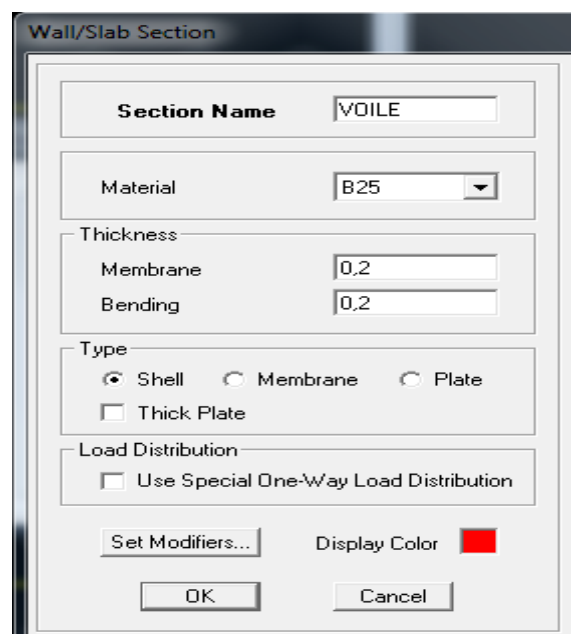 Wall/Slab Section
Section Name VOILE
Material B25
Thickness
Membrane 0,2
Bending 0,2
Type
Shell Membrane Plate
Thick Plate
Load Distribution
Use Special One-Way Load Distribution
Set Modifiers... Display Color
OK Cancel